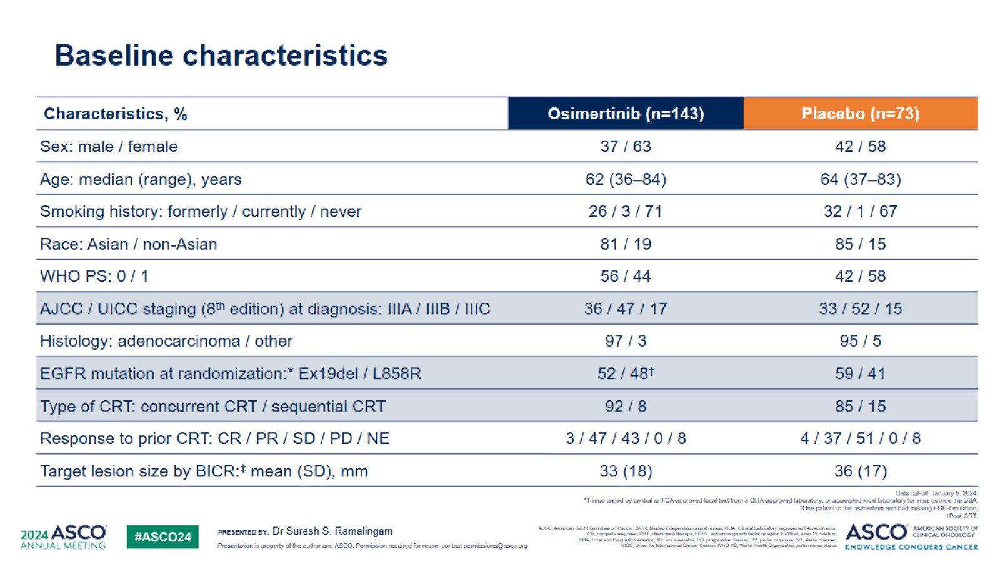 Baseline characteristics
Characteristics, % Osimertinib (n=143) Placebo (n=73)
Sex: male / female 37 / 63 42 / 58
Age: median (range), years 62 (36–84) 64 (37–83)
Smoking history: formerly / currently / never 26 / 3 / 71 32 / 1 / 67
Race: Asian / non-Asian 81 / 19 85 / 15
WHO PS: 0 / 1 56 / 44 42 / 58
AJCC / UICC staging (8th edition) at diagnosis: IIIA / IIIB / IIIC 36 / 47 / 17 33 / 52 / 15
Histology: adenocarcinoma / other 97 / 3 95 / 5
EGFR mutation at randomization:* Ex19del / L858R 52 / 48† 59 / 41
Type of CRT: concurrent CRT / sequential CRT 92 / 8 85 / 15
Response to prior CRT: CR / PR / SD / PD / NE 3 / 47 / 43 / 0 / 8 4 / 37 / 51 / 0 / 8
Target lesion size by BICR:‡ mean (SD), mm 33 (18) 36 (17)
Data cut-off: January 5, 2024.
*Tissue tested by central or FDA-approved local test from a CLIA-approved laboratory, or accredited local laboratory for sites outside the USA;
†One patient in the osimertinib arm had missing EGFR mutation;
‡Post-CRT.
2024 ASCO
ANNUAL MEETING
#ASCO24
PRESENTED BY: Dr Suresh S. Ramalingam
Presentation is property of the author and ASCO. Permission required for reuse; contact permissions@asco.org
AJCC, American Joint Committee on Cancer; BICR, blinded independent central review; CLIA, Clinical Laboratory Improvement Amendments;
CR, complete response; CRT, chemoradiotherapy; EGFR, epidermal growth factor receptor; Ex19del, exon 19 deletion;
FDA, Food and Drug Administration; NE, not evaluable; PD, progressive disease; PR, partial response; SD, stable disease;
UICC, Union for International Cancer Control; WHO PS, World Health Organization performance status
ASCO AMERICAN SOCIETY OF
CLINICAL ONCOLOGY
KNOWLEDGE CONQUERS CANCER